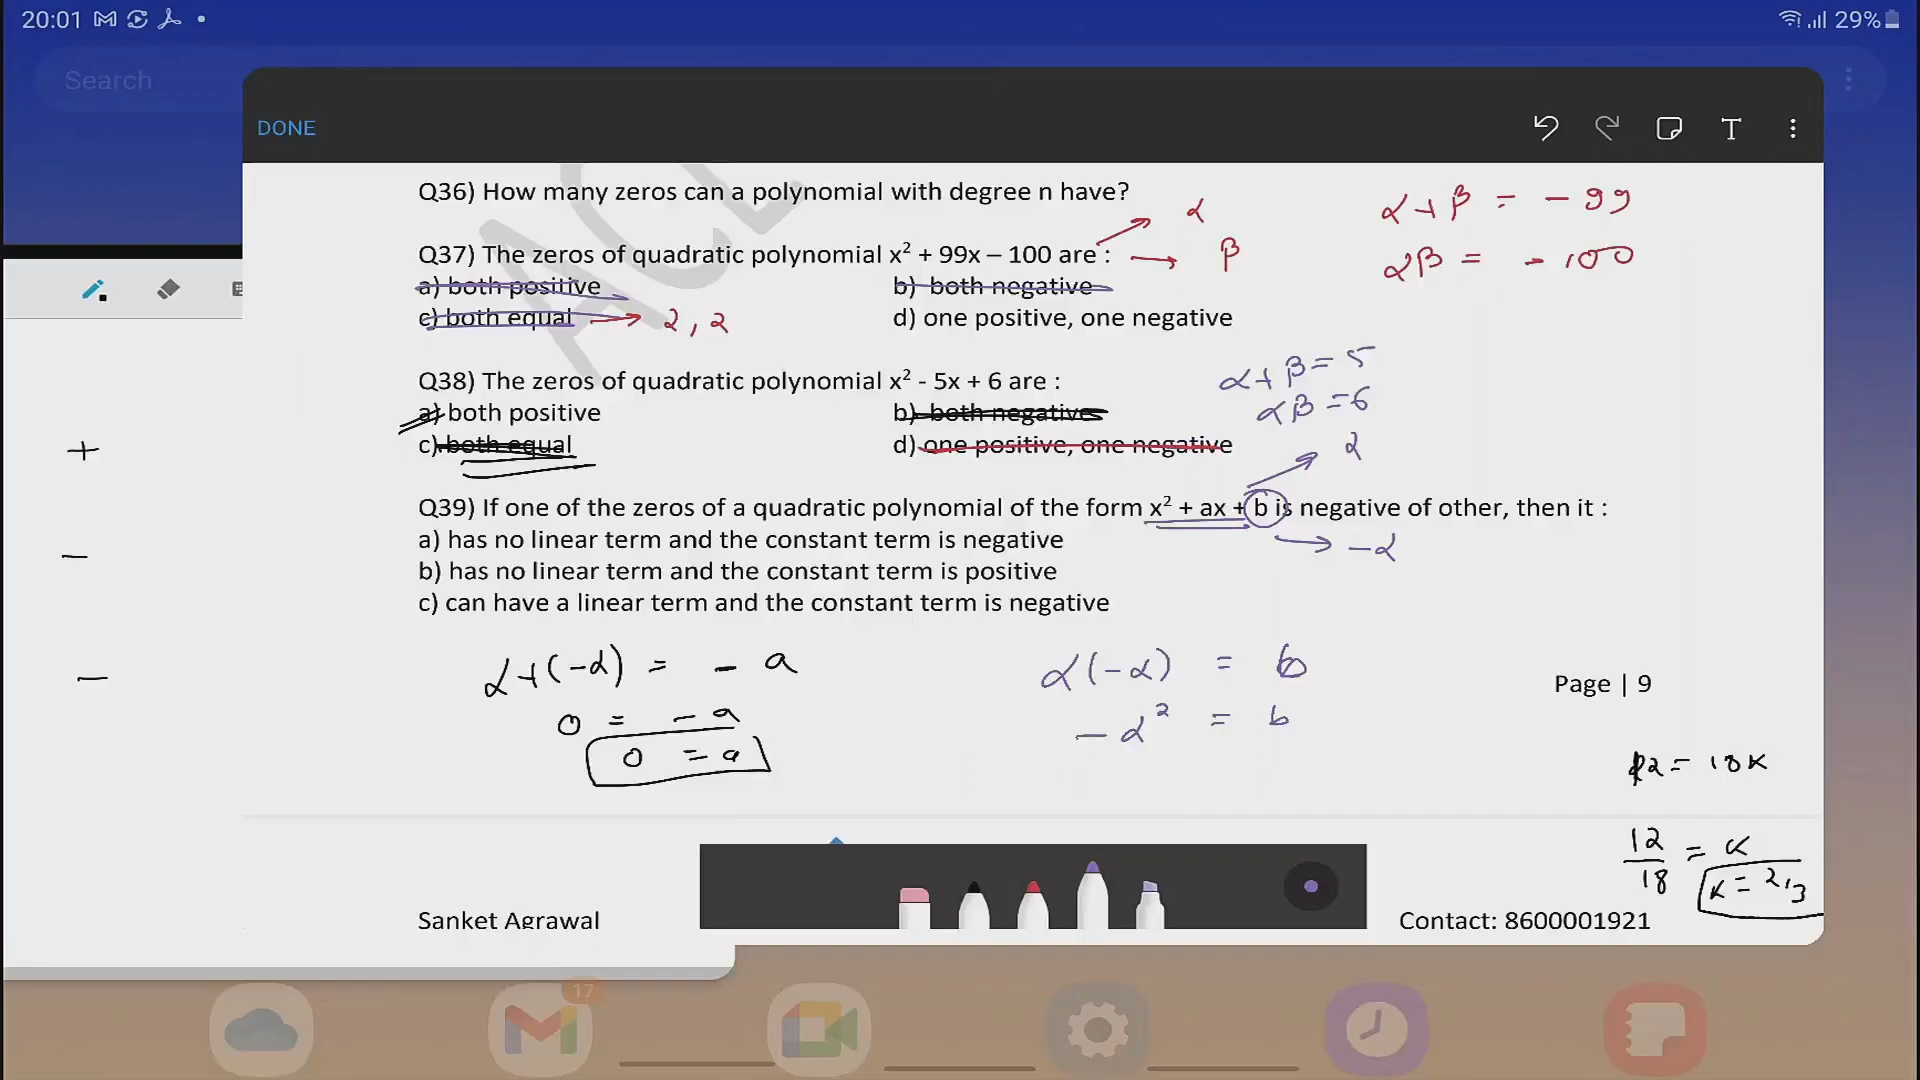 20:01
29%
Search
DONE
T
Q36) How many zeros can a polynomial with degree n have?
α + β = - 99
α
Q37) The zeros of quadratic polynomial x² + 99x – 100 are :
β
αβ = - 100
a) both positive b) both negative
c) both equal 2, 2 d) one positive, one negative
α + β = 5
Q38) The zeros of quadratic polynomial x² - 5x + 6 are :
a) both positive b) both negatives
αβ = 6
c) both equal d) one positive, one negative
α
+
Q39) If one of the zeros of a quadratic polynomial of the form x² + ax + b is negative of other, then it :
a) has no linear term and the constant term is negative
-α
–
b) has no linear term and the constant term is positive
c) can have a linear term and the constant term is negative
α+(-α) = - a
α(-α) = b
–
Page | 9
0 = - a
-α² = b
0 = a
12 = 18K
12/18 = K
K = 2/3
Sanket Agrawal
Contact: 8600001921
17